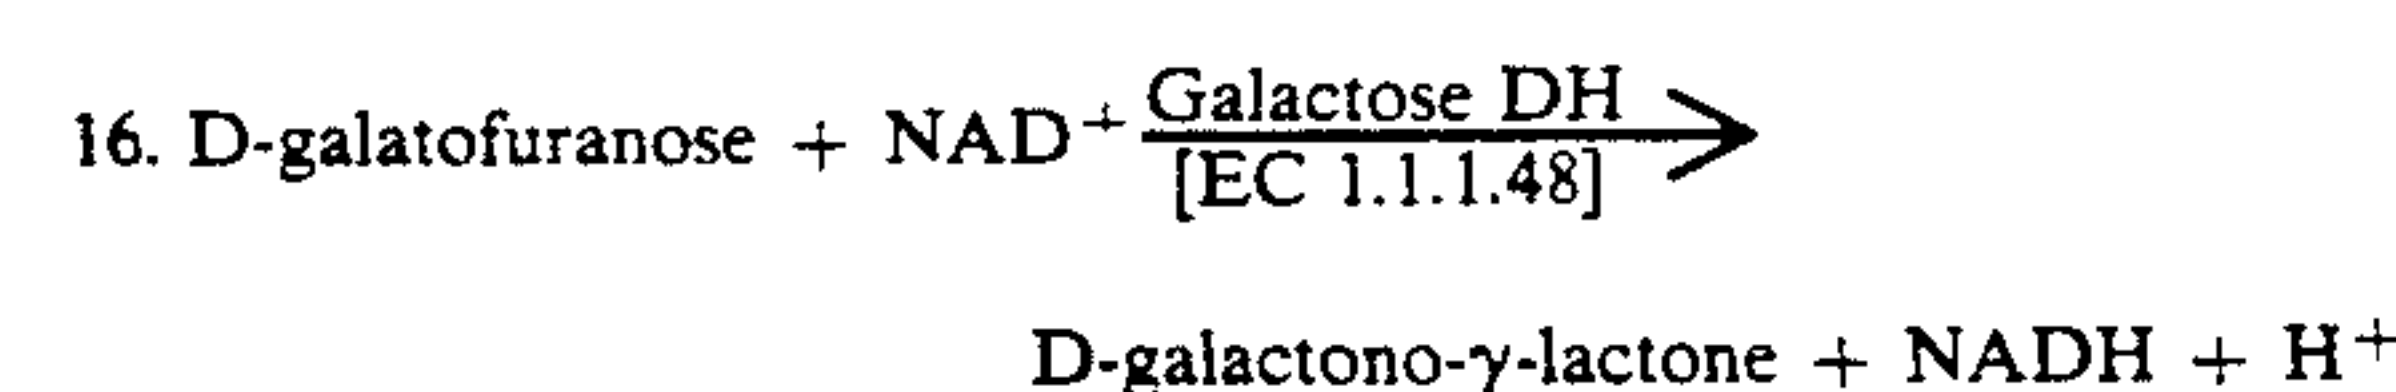 16. D-galatofuranose + NAD⁺ Galactose DH
[EC 1.1.1.48]
D-galactono-γ-lactone + NADH + H⁺